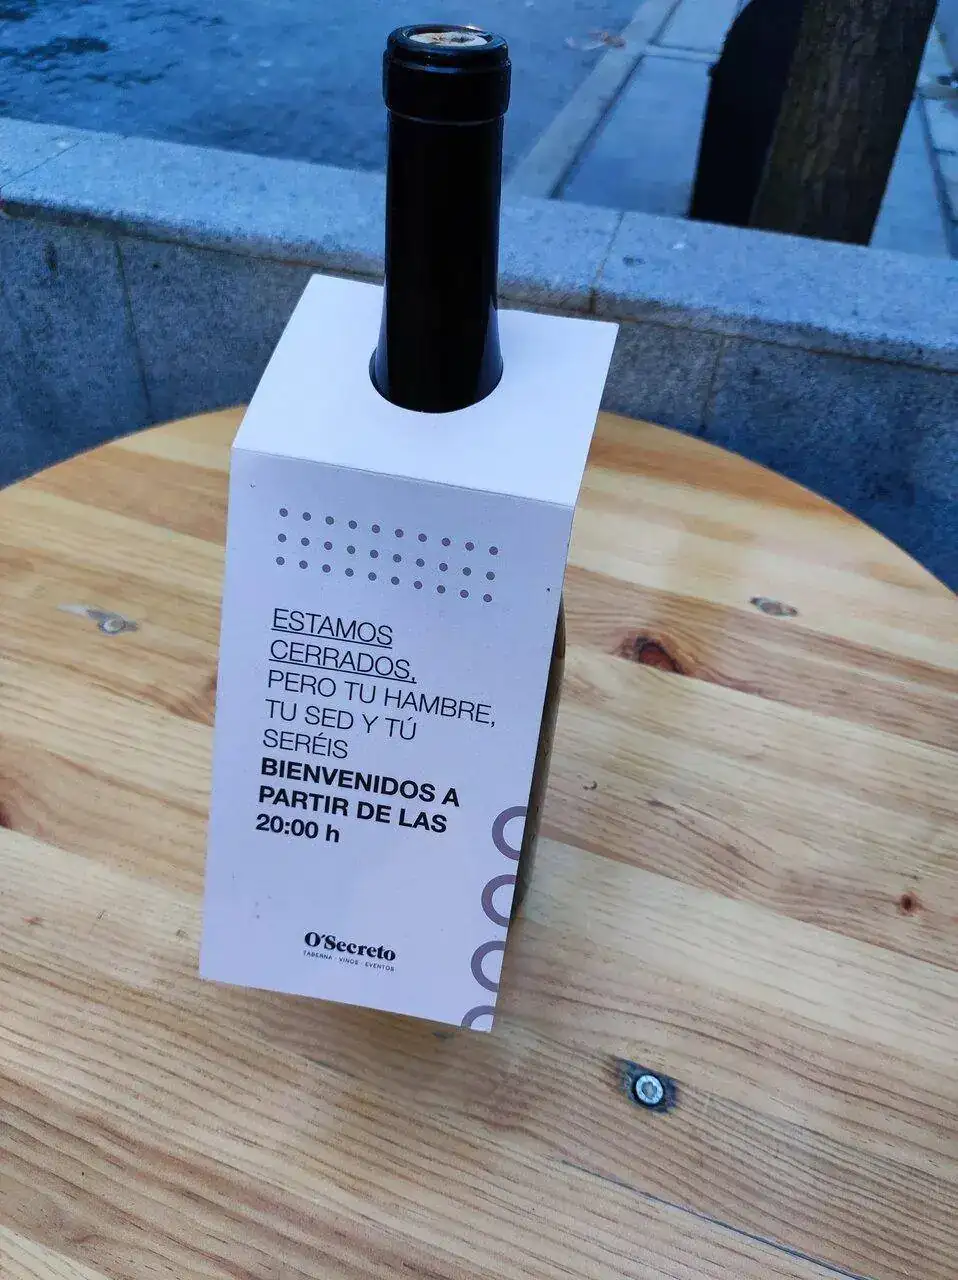 ESTAMOS
CERRADOS,
PERO TU HAMBRE,
TU SED Y TÚ
SERÉIS
BIENVENIDOS A
PARTIR DE LAS
20:00 h
O'Secreto
TABERNA · VINOS · EVENTOS